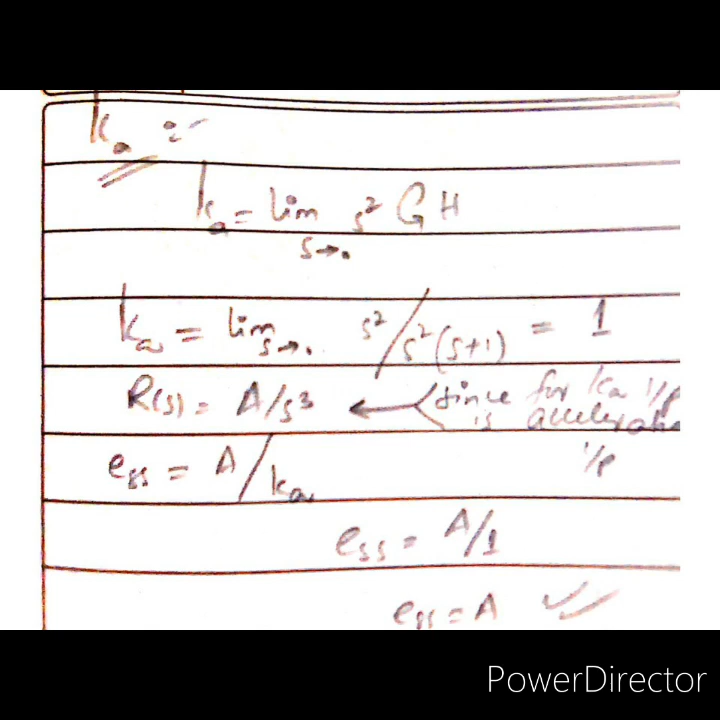 ka :-
ka = lim s² G H
s→0
ka = lim s→0 s²/s²(s+1) = 1
R(s) = A/s³ ← (since for ka i/p
is acceleration
i/p
ess = A/ka
ess = A/1
ess = A ✓✓
PowerDirector